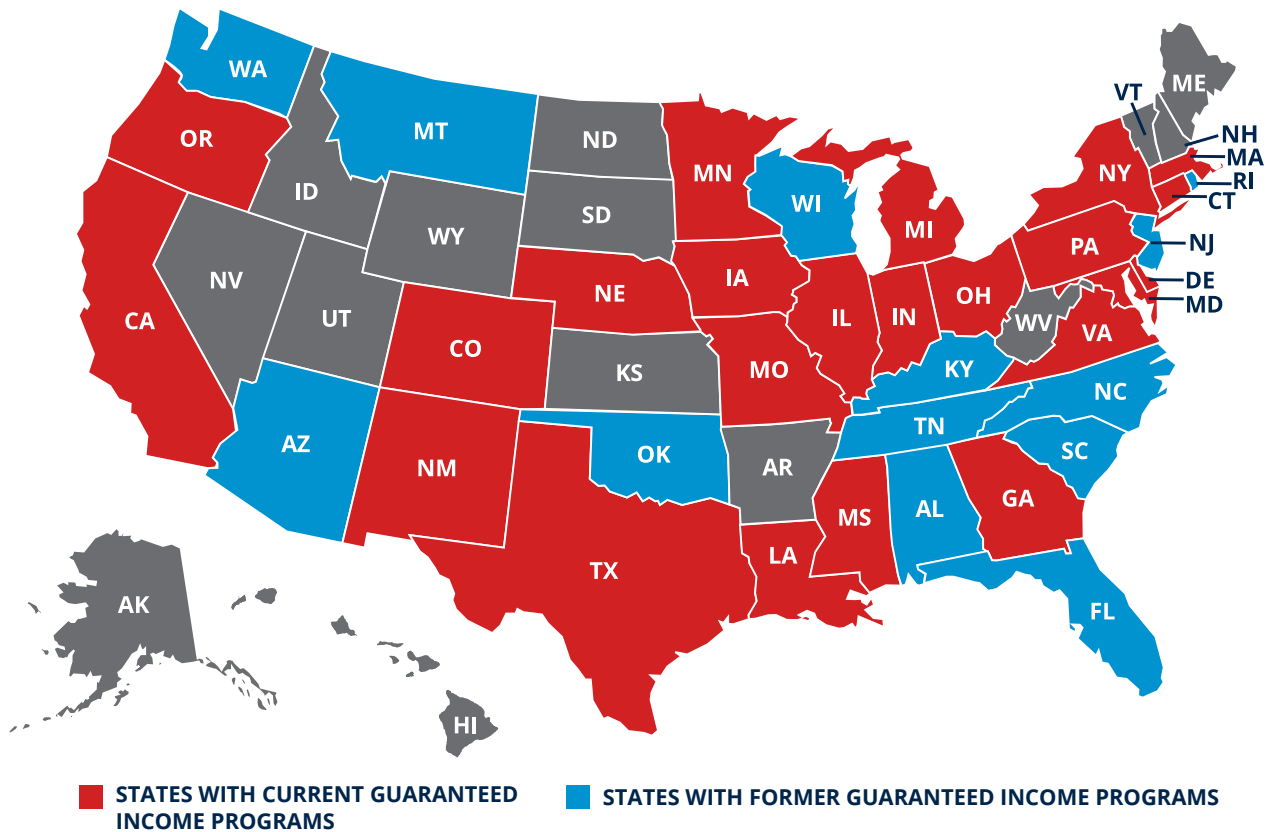 WA
MT
ND
MN
VT
ME
NH
MA
RI
CT
OR
ID
SD
WI
MI
NY
WY
NJ
PA
NV
NE
IA
DE
MD
UT
CA
CO
IL
IN
OH
WV
VA
KS
MO
KY
NC
AZ
NM
OK
AR
TN
SC
MS
AL
GA
TX
LA
AK
FL
HI
STATES WITH CURRENT GUARANTEED
INCOME PROGRAMS
STATES WITH FORMER GUARANTEED INCOME PROGRAMS